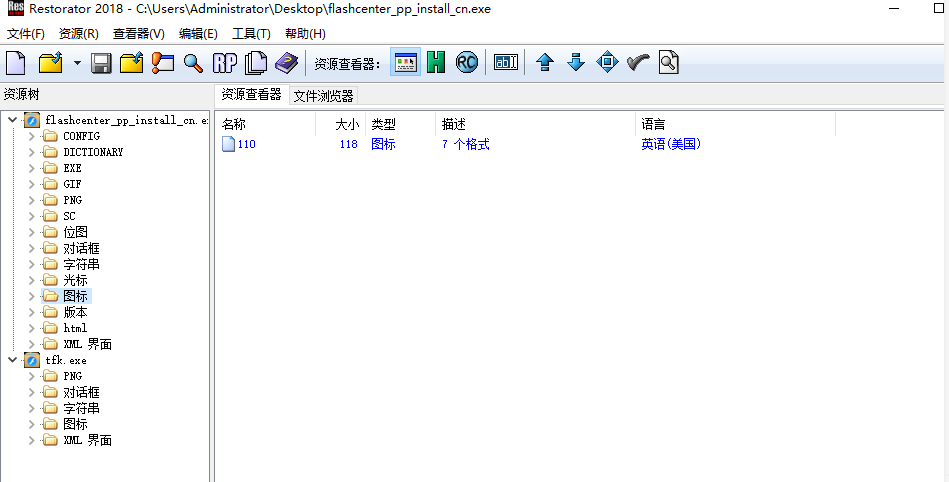 Res Restorator 2018 - C:\Users\Administrator\Desktop\flashcenter_pp_install_cn.exe
文件(F) 资源(R) 查看器(V) 编辑(E) 工具(T) 帮助(H)
RP 资源查看器: H RC ab
资源树
资源查看器 文件浏览器
flashcenter_pp_install_cn.e
CONFIG
DICTIONARY
EXE
GIF
PNG
SC
位图
对话框
字符串
光标
图标
版本
html
XML 界面
tfk.exe
PNG
对话框
字符串
图标
XML 界面
名称 大小 类型 描述 语言
110 118 图标 7 个格式 英语(美国)